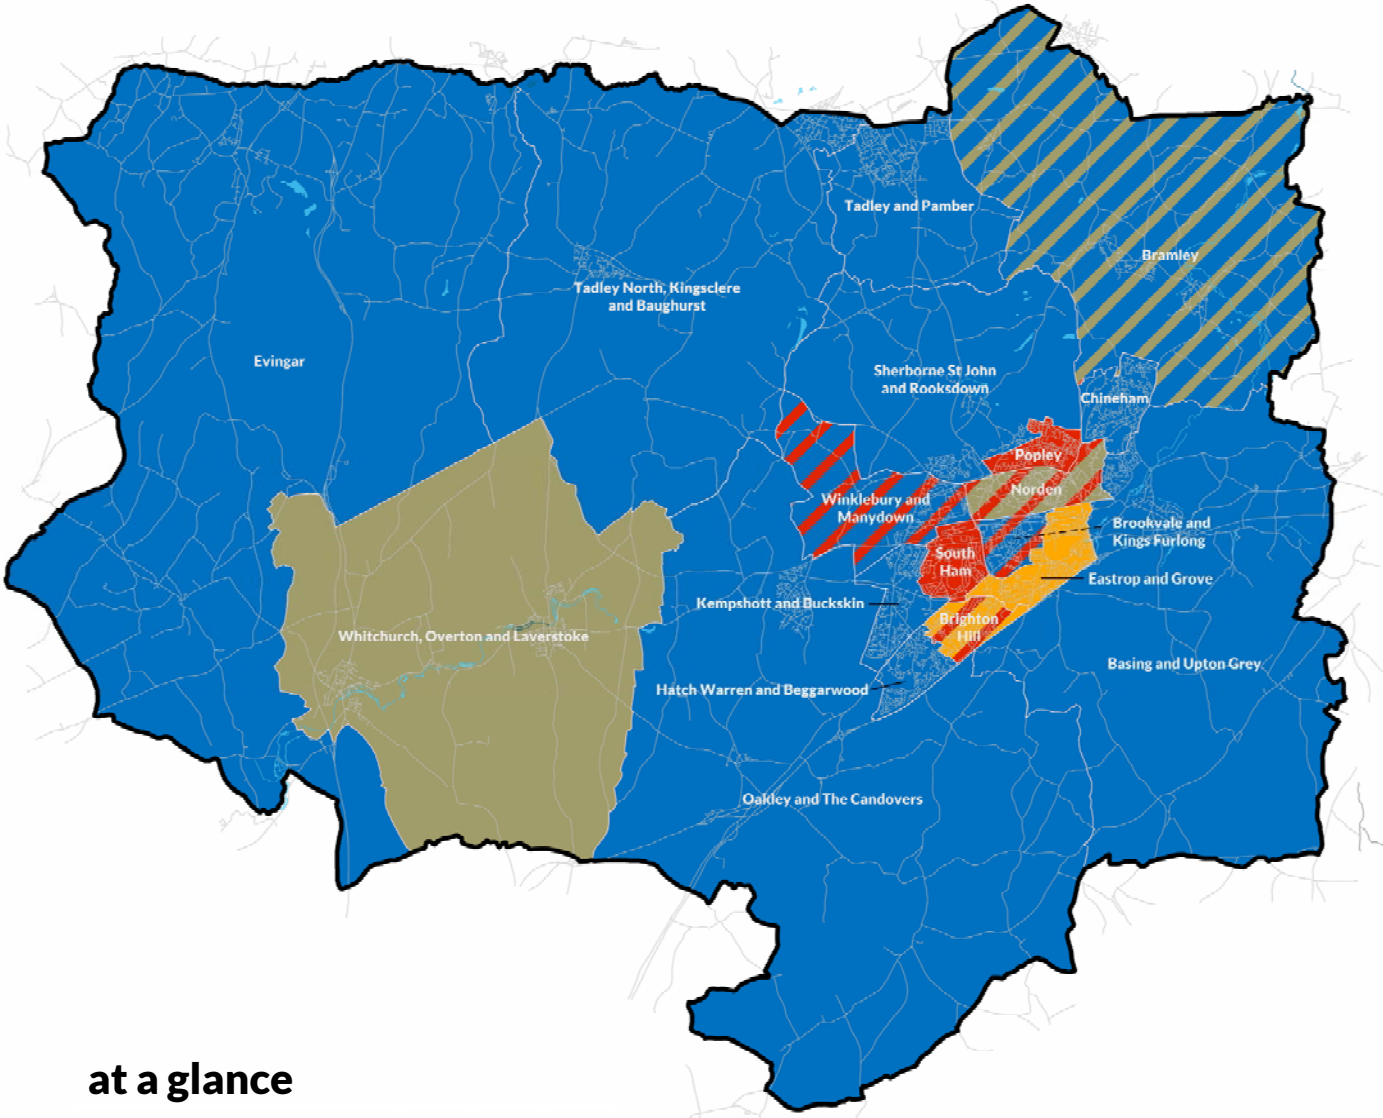 Tadley and Pamber
Bramley
Tadley North, Kingsclere
and Baughurst
Evingar
Sherborne St John
and Rooksdown
Chineham
Popley
Norden
Winklebury and
Manydown
Brookvale and
Kings Furlong
South
Ham
Eastrop and Grove
Kempshott and Buckskin
Brighton
Hill
Whitchurch, Overton and Laverstoke
Basing and Upton Grey
Hatch Warren and Beggarwood
Oakley and The Candovers
at a glance